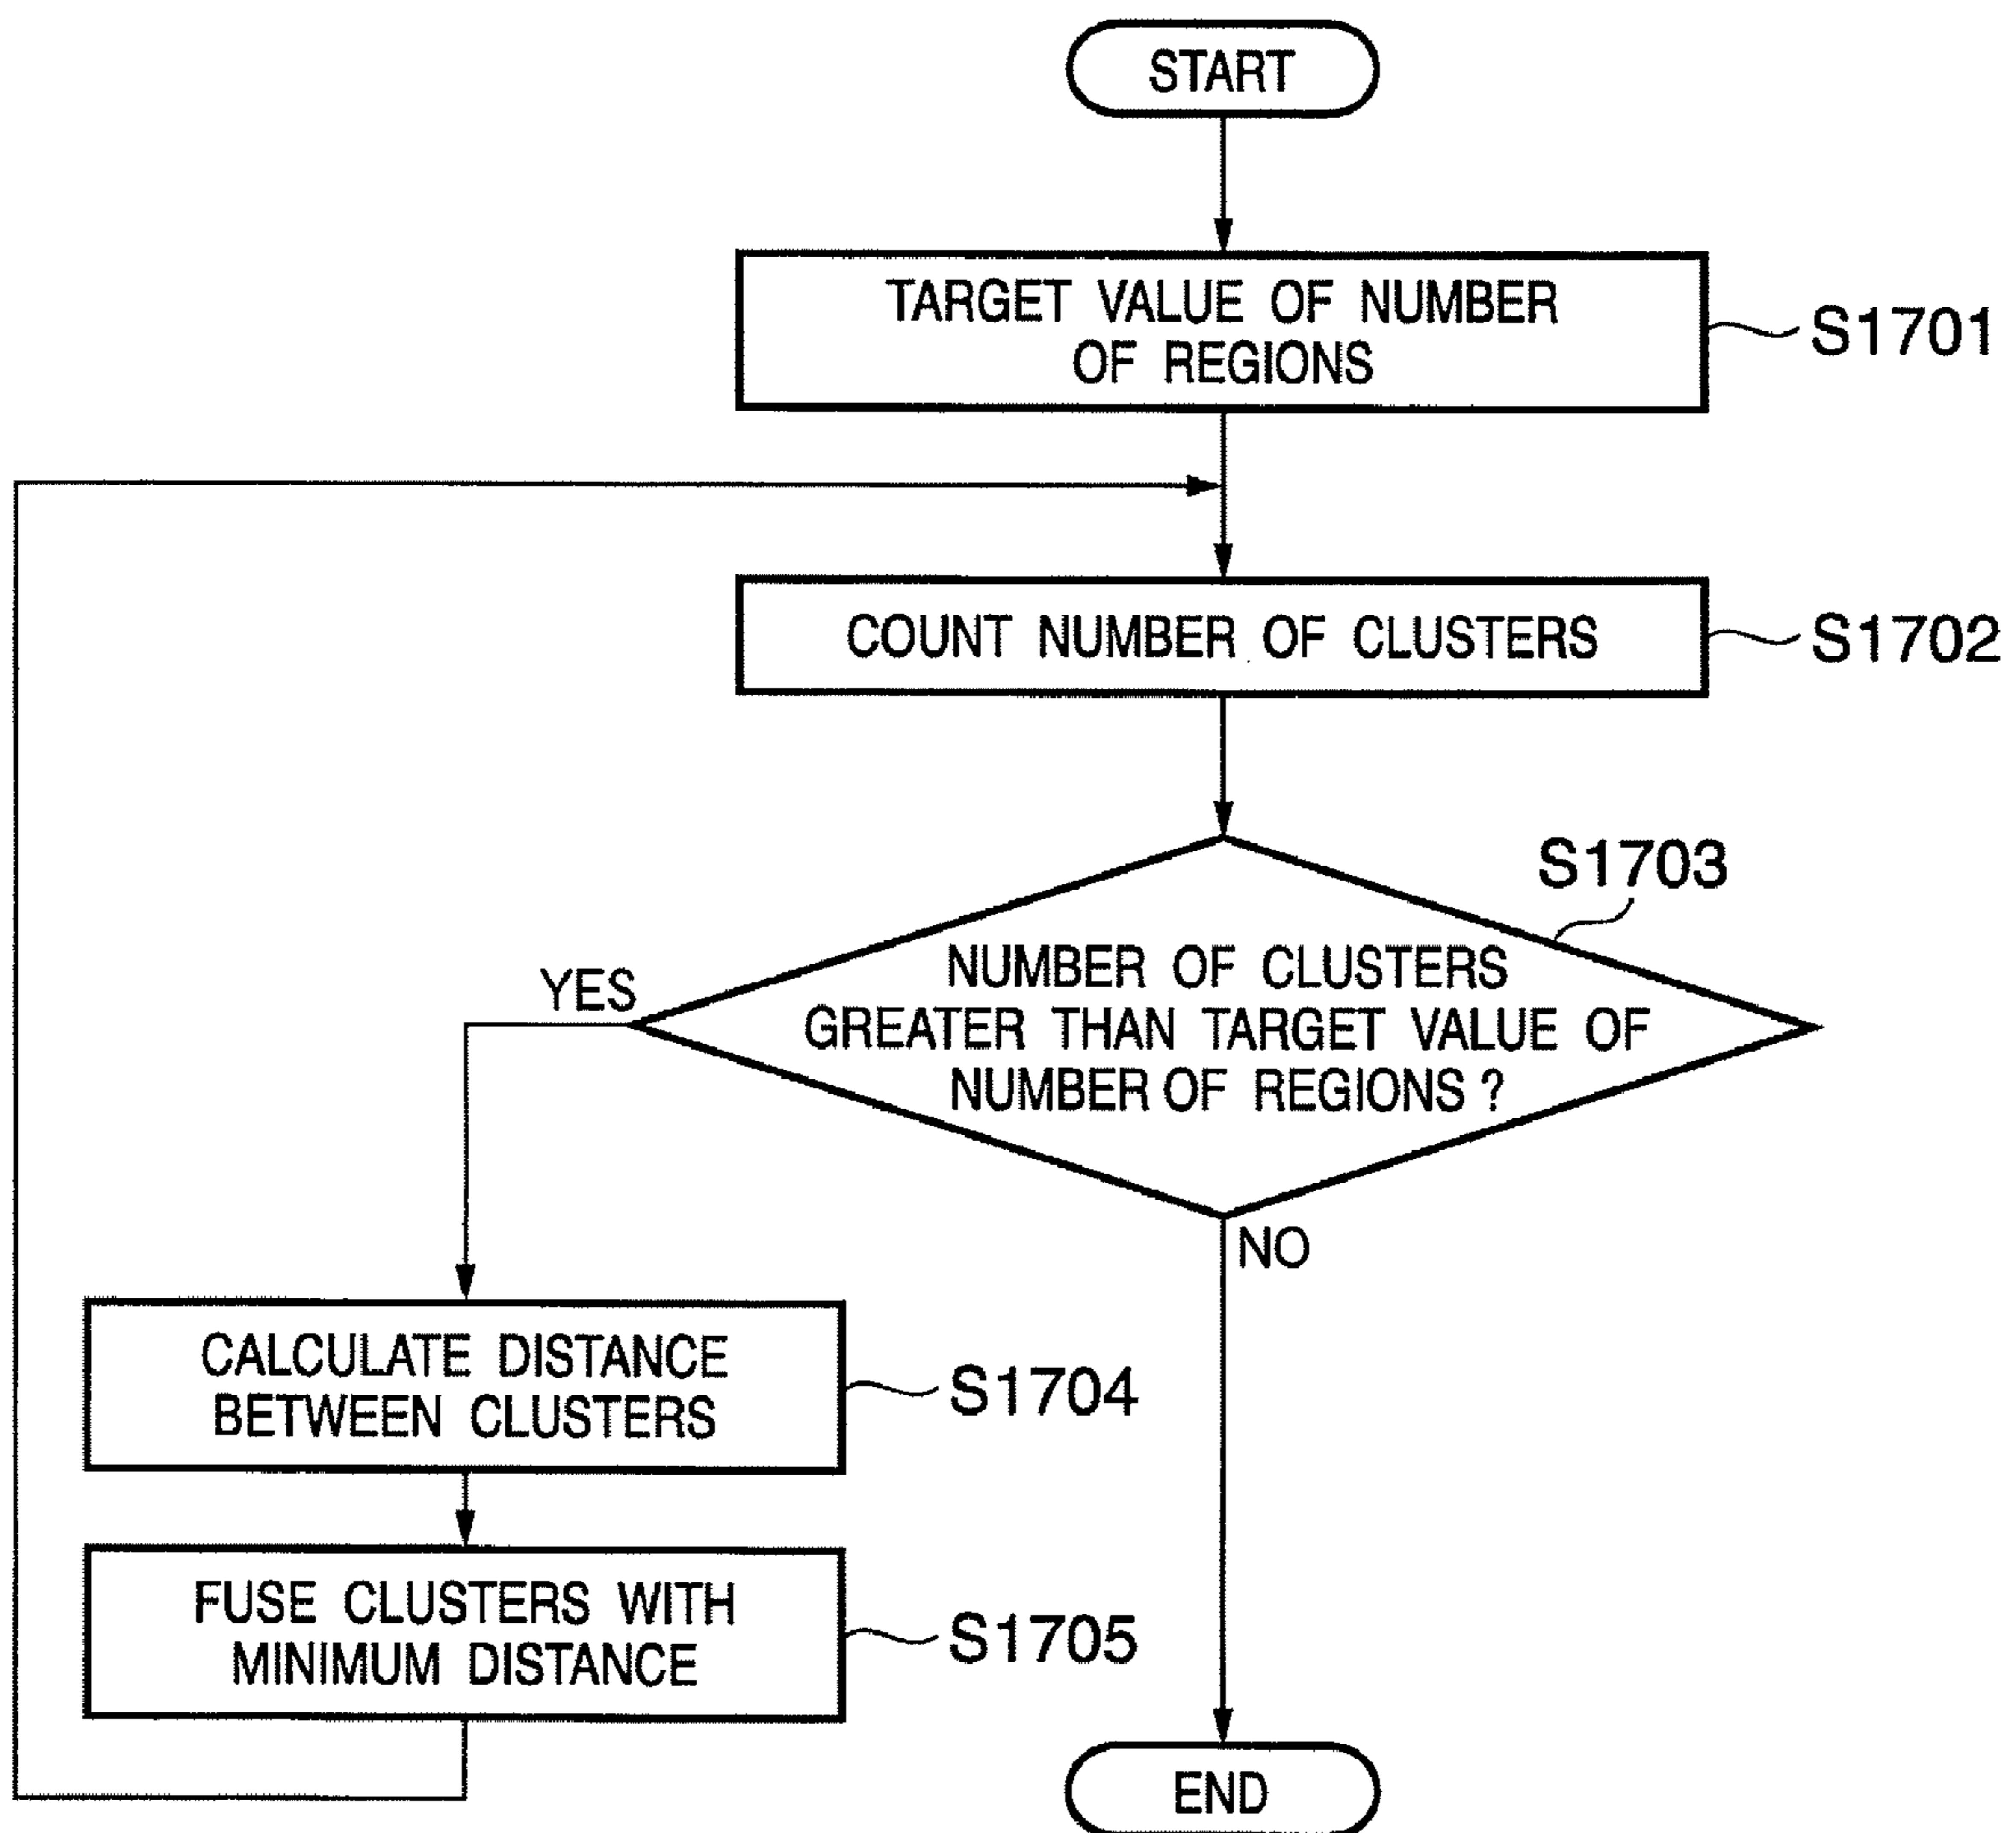 START
TARGET VALUE OF NUMBER
OF REGIONS
S1701
COUNT NUMBER OF CLUSTERS
S1702
S1703
NUMBER OF CLUSTERS
GREATER THAN TARGET VALUE OF
NUMBER OF REGIONS ?
YES
NO
CALCULATE DISTANCE
BETWEEN CLUSTERS
S1704
FUSE CLUSTERS WITH
MINIMUM DISTANCE
S1705
END